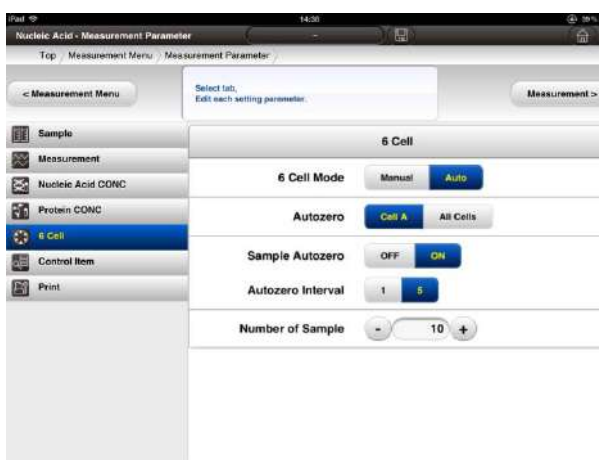 iPad 14:36
Nucleic Acid - Measurement Parameter -
Top / Measurement Menu / Measurement Parameter
< Measurement Menu
Select tab,
Edit each setting parameter.
Measurement >
Sample
Measurement
Nucleic Acid CONC
Protein CONC
6 Cell
Control Item
Print
6 Cell
6 Cell Mode Manual Auto
Autozero Cell A All Cells
Sample Autozero OFF ON
Autozero Interval 1 5
Number of Sample - 10 +